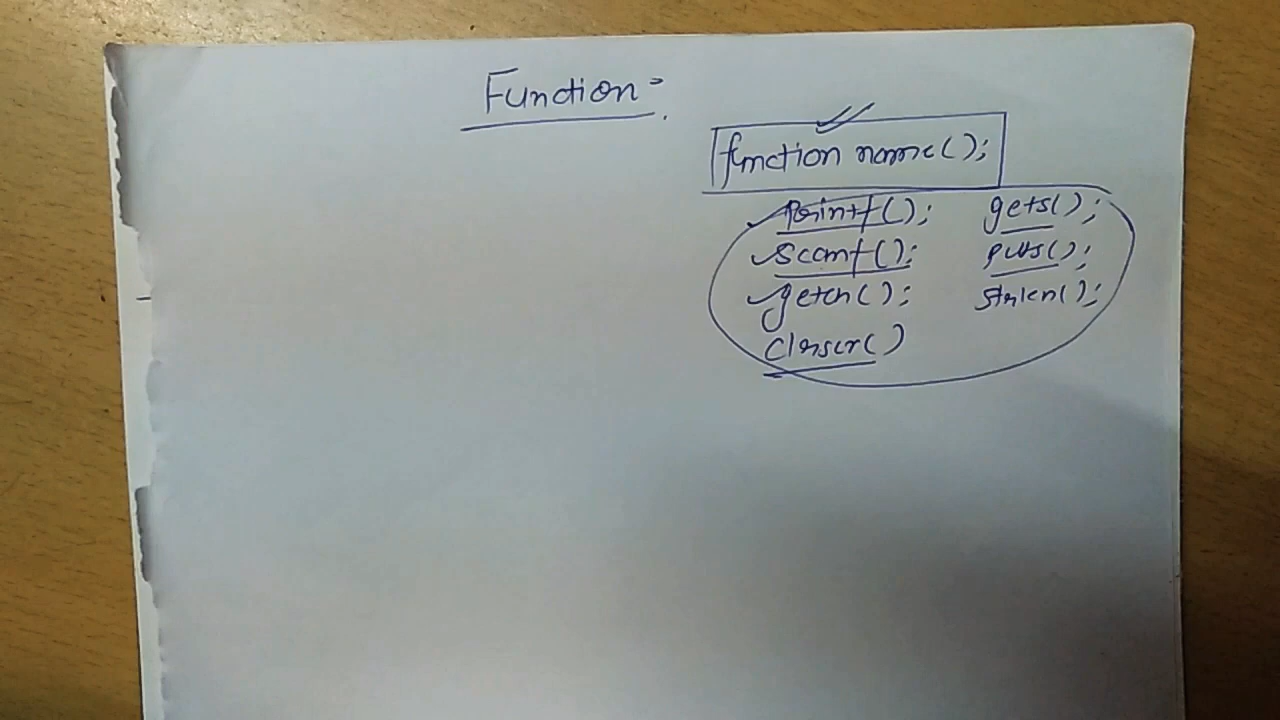 Function:
function name();
printf(); gets();
scanf(); puts();
getch(); strlen();
clrscr()